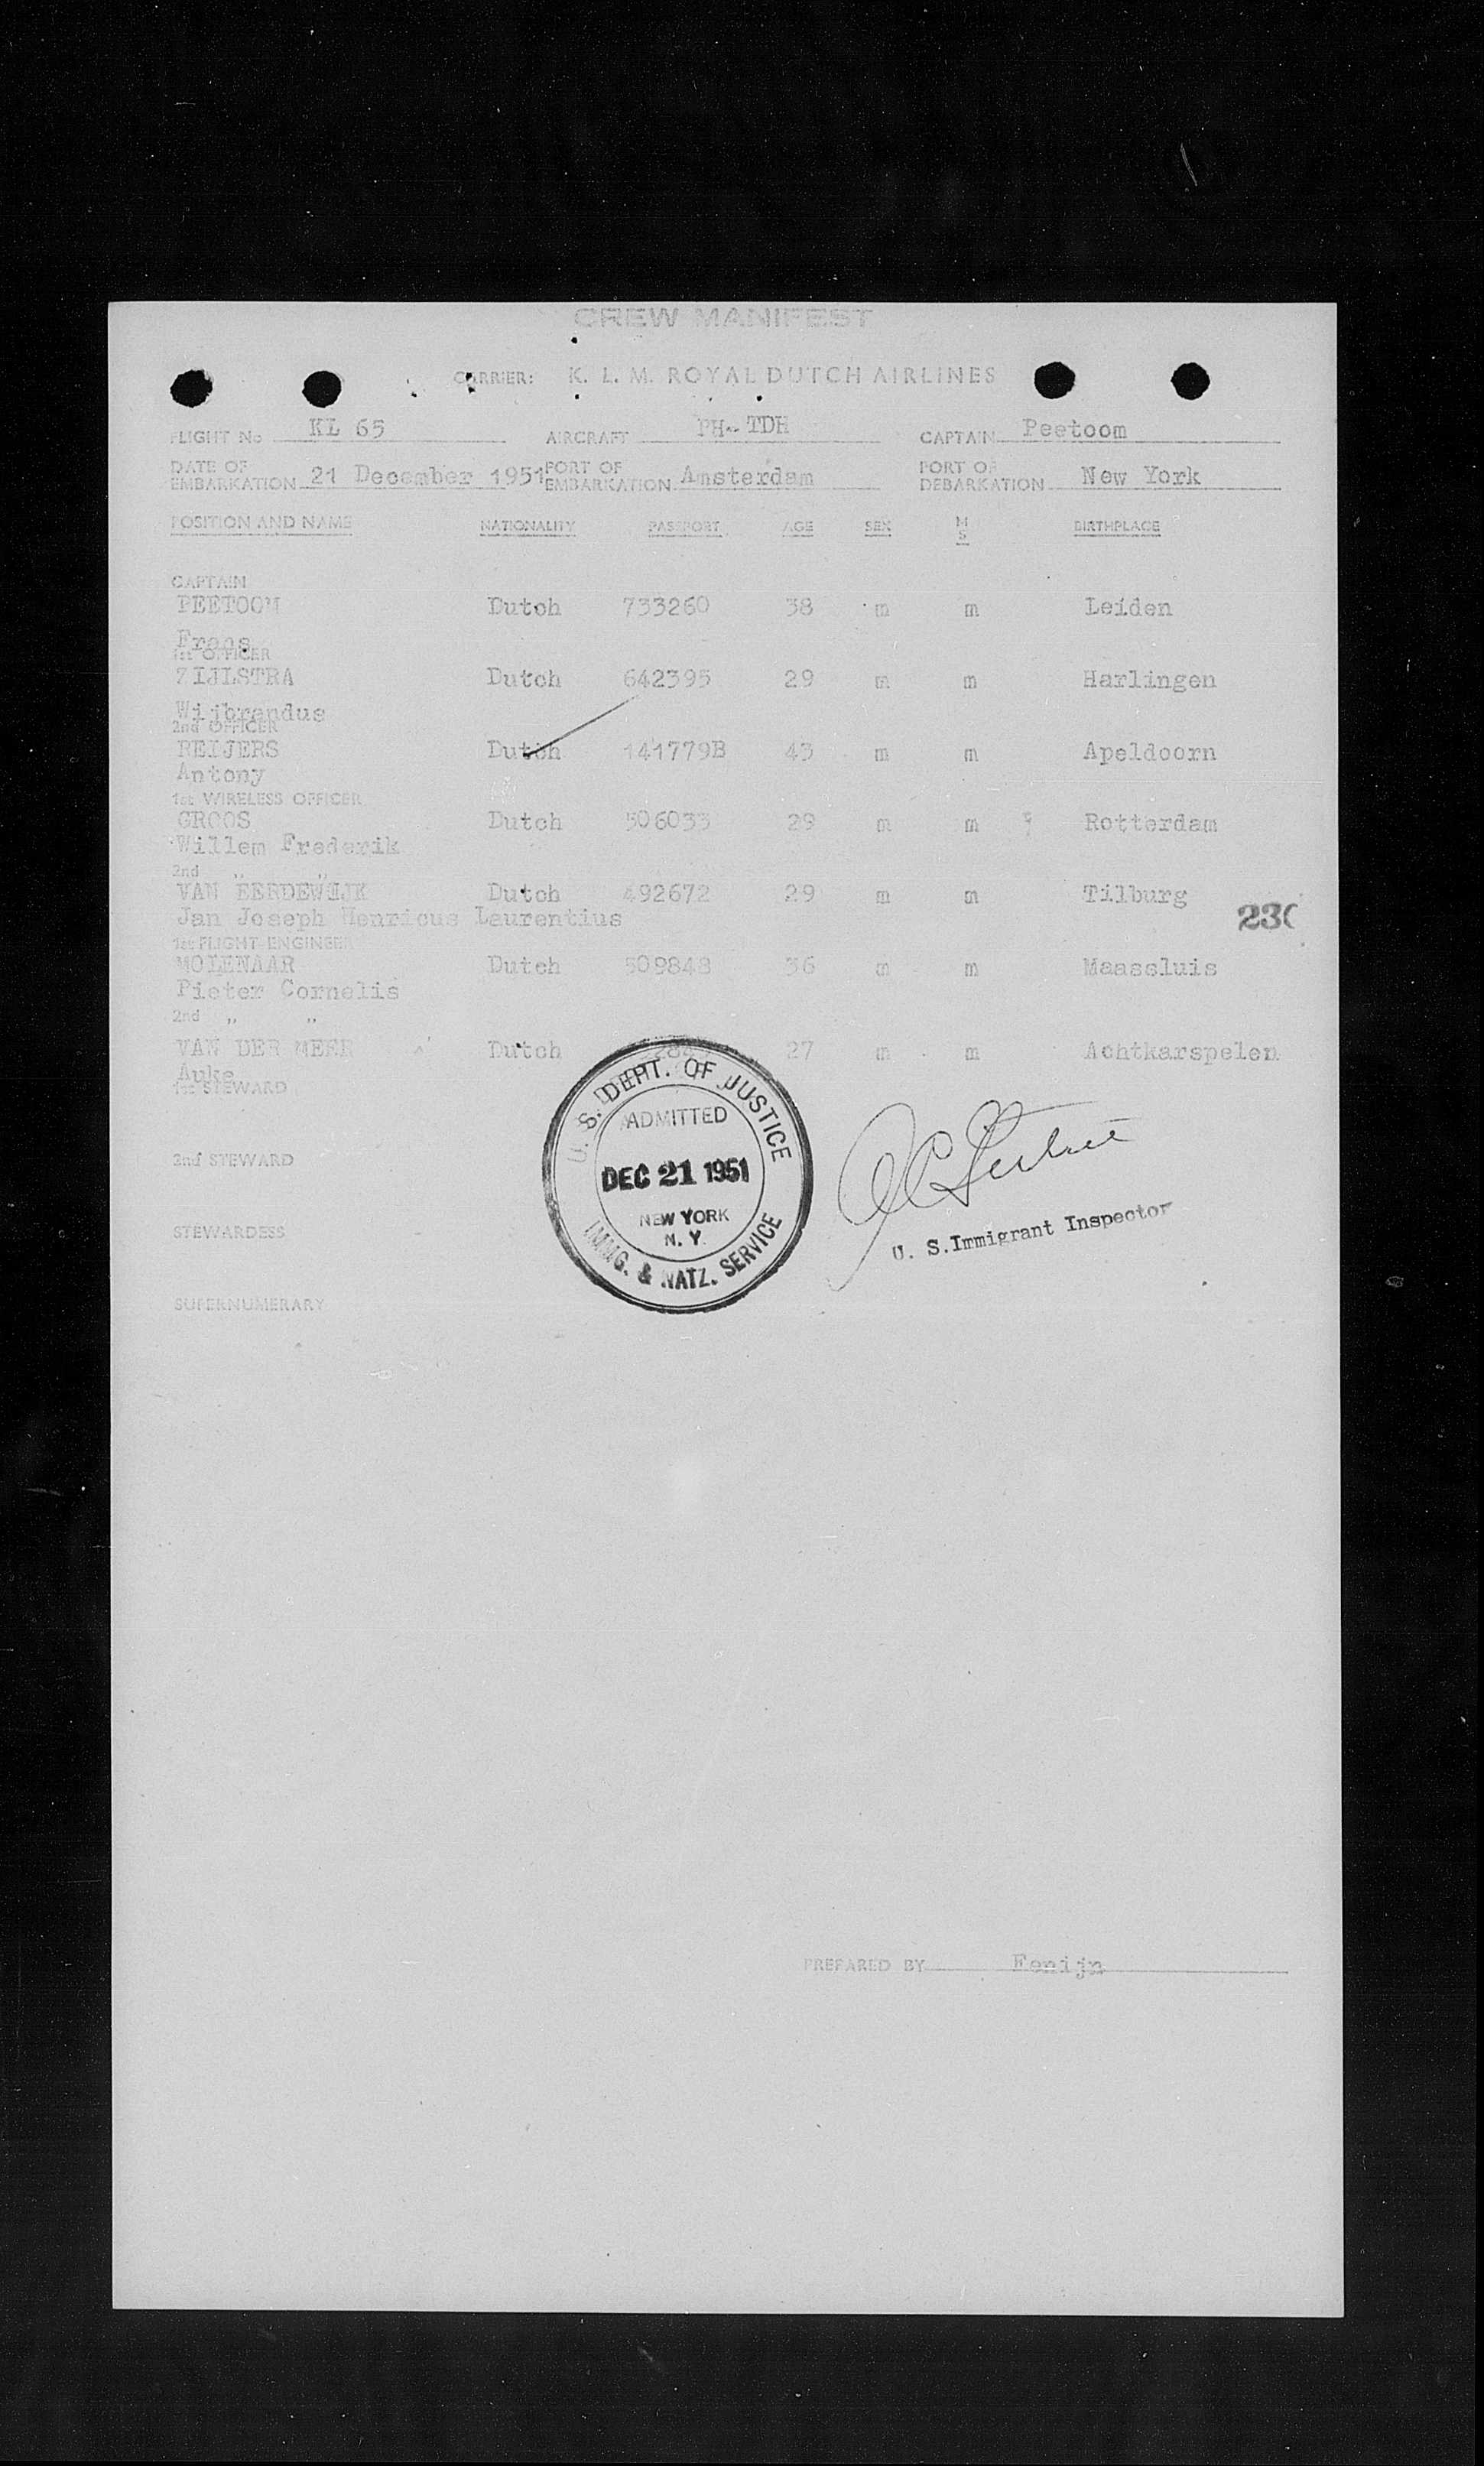 CREW MANIFEST
CARRIER: K. L. M. ROYAL DUTCH AIRLINES
FLIGHT No KL 65 AIRCRAFT PH-TDH CAPTAIN Peetoom
DATE OF EMBARKATION 21 December 1951 PORT OF EMBARKATION Amsterdam PORT OF DEBARKATION New York
POSITION AND NAME NATIONALITY PASSPORT AGE SEX M S BIRTHPLACE
CAPTAIN
PEETOOM Dutch 733260 38 m m Leiden
Frans
1st OFFICER
ZIJLSTRA Dutch 642395 29 m m Harlingen
Wijbrandus
2nd OFFICER
REIJERS Dutch 141779B 43 m m Apeldoorn
Antony
1st WIRELESS OFFICER
GROOS Dutch 506033 29 m m Rotterdam
Willem Frederik
2nd " "
VAN EERDEWIJK Dutch 492672 29 m m Tilburg
Jan Joseph Henricus Laurentius
230
1st FLIGHT ENGINEER
MOLENAAR Dutch 509848 36 m m Maassluis
Pieter Cornelis
2nd " "
VAN DER MEER Dutch 27 m m Achtkarspelen
Auke
1st STEWARD
2nd STEWARD
STEWARDESS
SUPERNUMERARY
U. S. DEPT. OF JUSTICE
ADMITTED
DEC 21 1951
NEW YORK
N. Y.
IMMIG. & NATZ. SERVICE
U. S. Immigrant Inspector
PREPARED BY